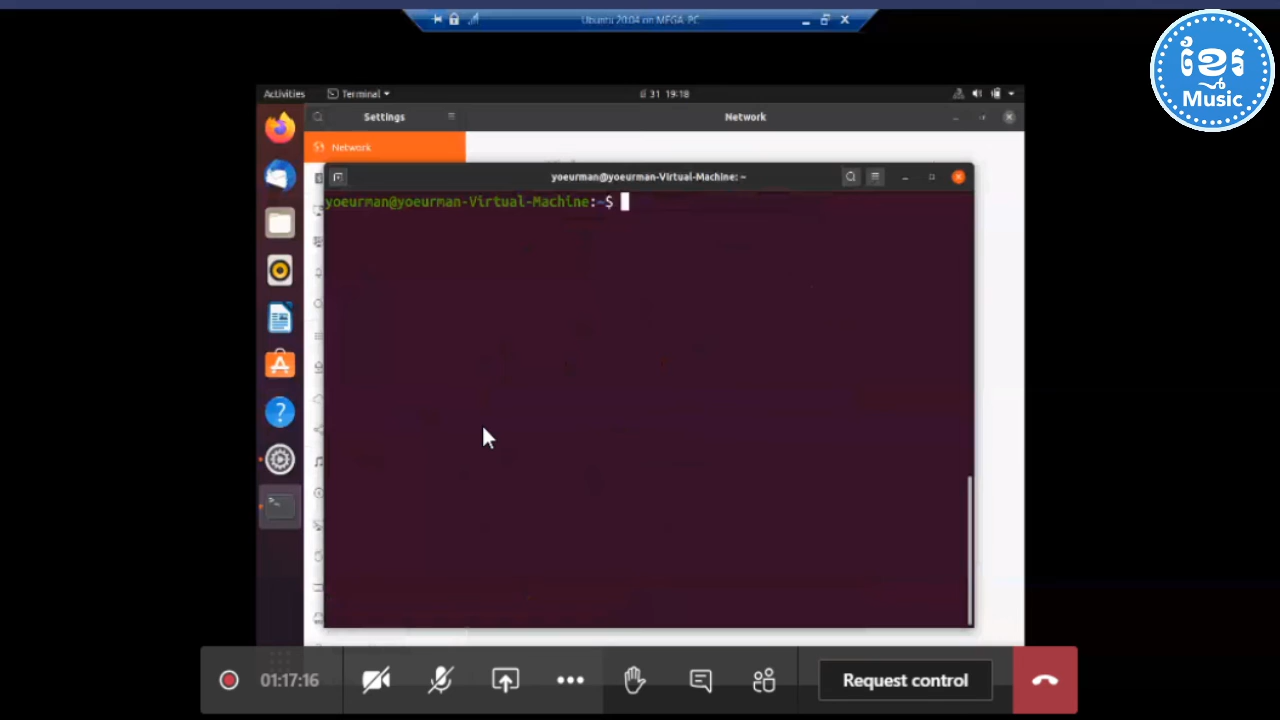 Ubuntu 20.04 on MEGA_PC
ខ្មែរ
Music
Activities
Terminal
31 19:18
Settings
Network
Network
yoeurman@yoeurman-Virtual-Machine: ~
yoeurman@yoeurman-Virtual-Machine:~$
01:17:16
Request control